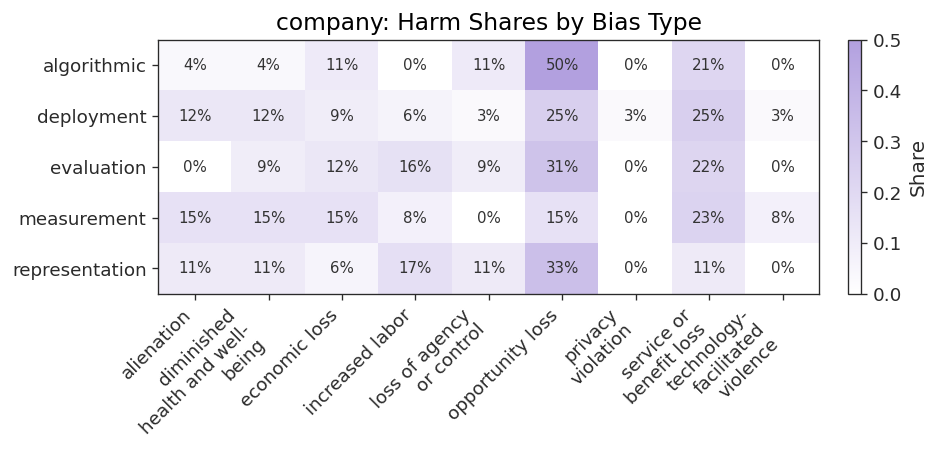 company: Harm Shares by Bias Type
algorithmic 4% 4% 11% 0% 11% 50% 0% 21% 0%
deployment 12% 12% 9% 6% 3% 25% 3% 25% 3%
evaluation 0% 9% 12% 16% 9% 31% 0% 22% 0%
measurement 15% 15% 15% 8% 0% 15% 0% 23% 8%
representation 11% 11% 6% 17% 11% 33% 0% 11% 0%
alienation
diminished
health and well-
being
economic loss
increased labor
loss of agency
or control
opportunity loss
privacy
violation
service or
benefit loss
technology-
facilitated
violence
0.5
0.4
0.3
0.2
0.1
0.0
Share